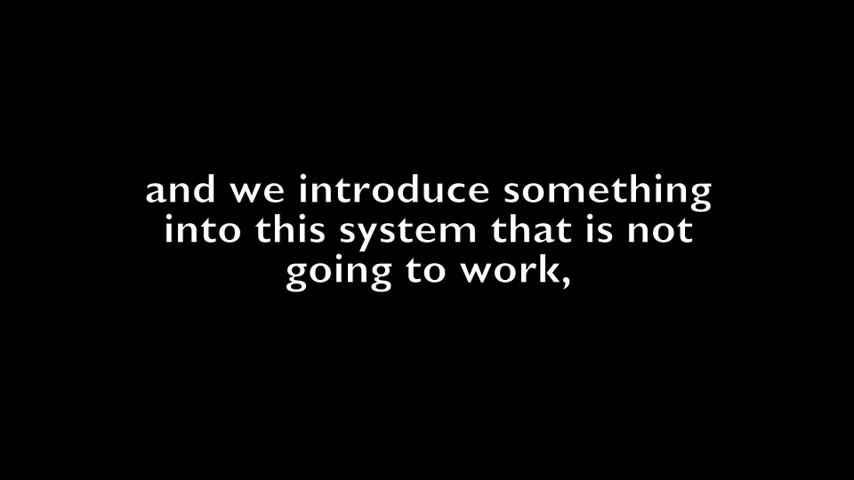 and we introduce something
into this system that is not
going to work,